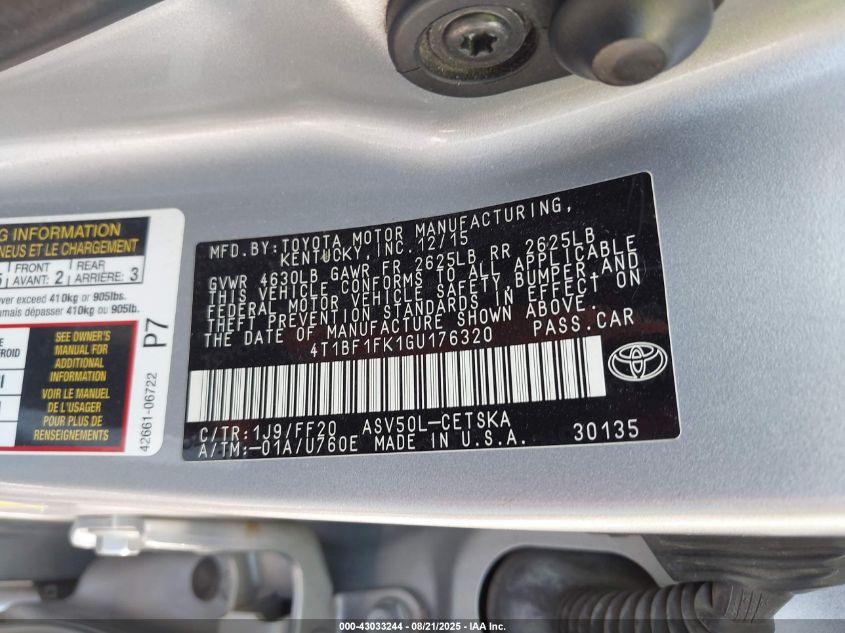 G INFORMATION
NEUS ET LE CHARGEMENT
5 FRONT AVANT: 2 REAR ARRIÈRE: 3
ver exceed 410kg or 905lbs.
amais dépasser 410kg ou 905lb.
SEE OWNER'S
MANUAL FOR
ADDITIONAL
INFORMATION
VOIR LE MANUEL
DE L'USAGER
POUR PLUS DE
RENSEIGNEMENTS
P7
42661-06722
MFD. BY: TOYOTA MOTOR MANUFACTURING,
KENTUCKY, INC. 12/15
GVWR 4630LB GAWR FR 2625LB RR 2625LB
THIS VEHICLE CONFORMS TO ALL APPLICABLE
FEDERAL MOTOR VEHICLE SAFETY, BUMPER, AND
THEFT PREVENTION STANDARDS IN EFFECT ON
THE DATE OF MANUFACTURE SHOWN ABOVE.
4T1BF1FK1GU176320 PASS. CAR
C/TR: 1J9/FF20 ASV50L-CETSKA
A/TM: -01A/U760E MADE IN U.S.A. 30135
000-43033244 - 08/21/2025 - IAA Inc.